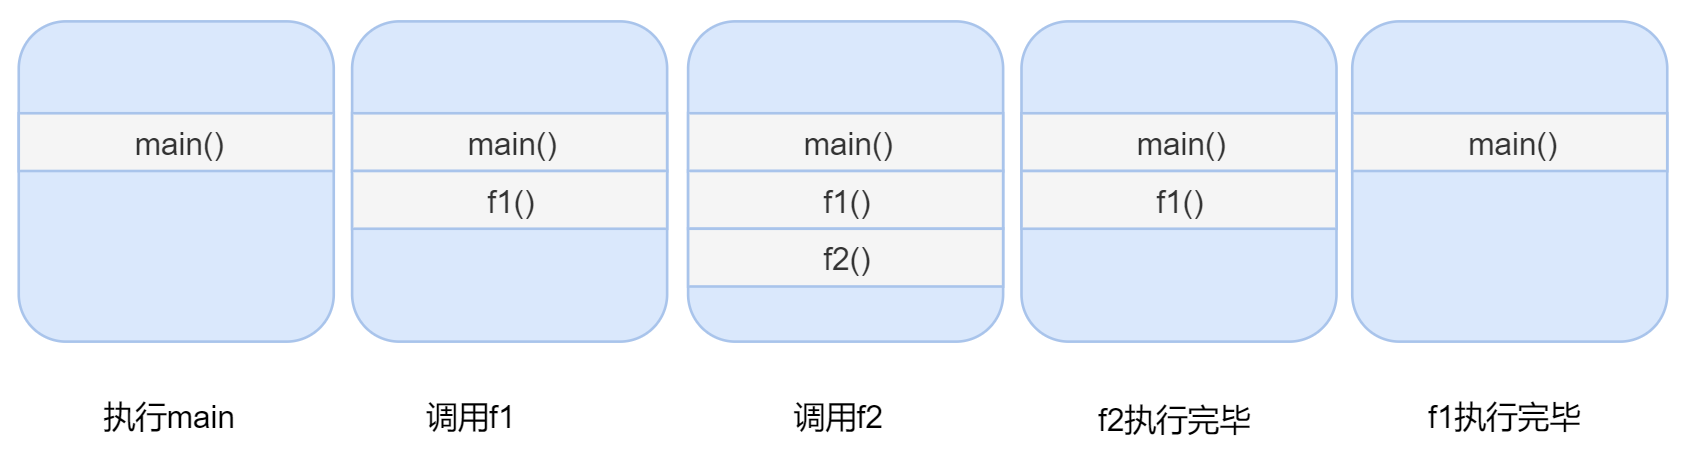 main()
执行main
main()
f1()
调用f1
main()
f1()
f2()
调用f2
main()
f1()
f2执行完毕
main()
f1执行完毕